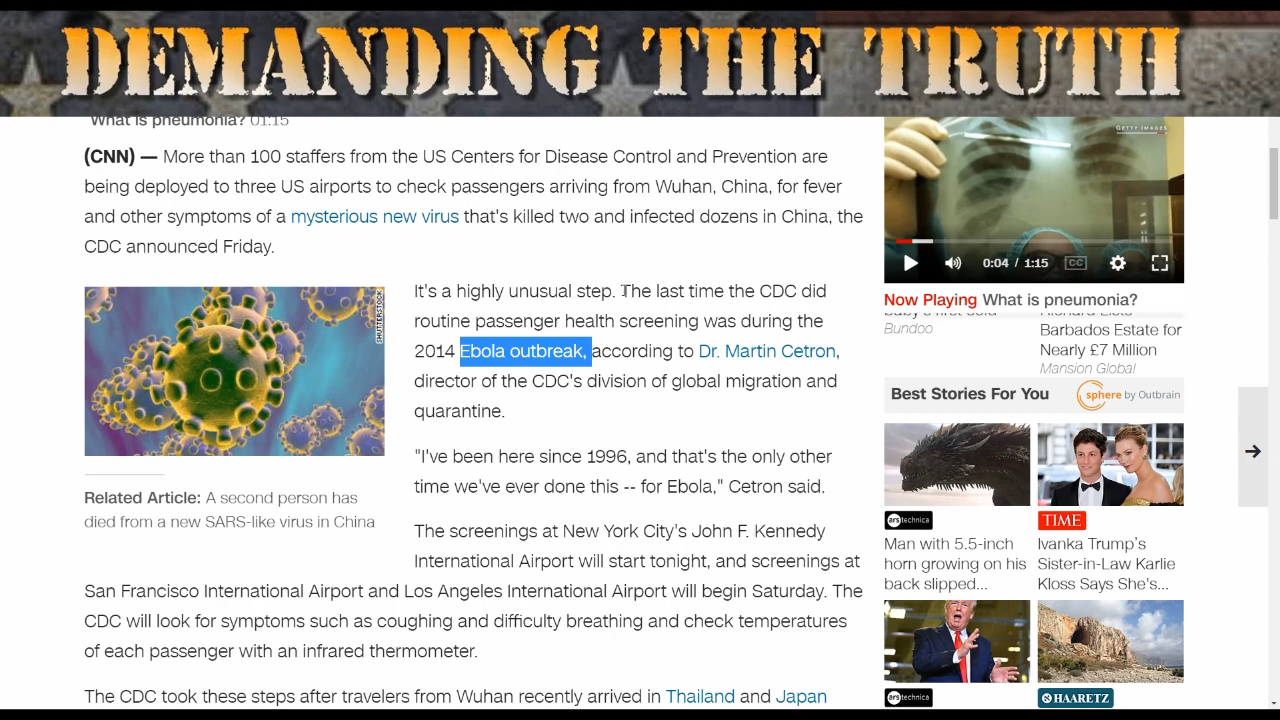 DEMANDING THE TRUTH
What is pneumonia? 01:15
(CNN) — More than 100 staffers from the US Centers for Disease Control and Prevention are
being deployed to three US airports to check passengers arriving from Wuhan, China, for fever
and other symptoms of a mysterious new virus that's killed two and infected dozens in China, the
CDC announced Friday.
SHUTTERSTOCK
Related Article: A second person has
died from a new SARS-like virus in China
It's a highly unusual step. The last time the CDC did
routine passenger health screening was during the
2014 Ebola outbreak, according to Dr. Martin Cetron,
director of the CDC's division of global migration and
quarantine.
"I've been here since 1996, and that's the only other
time we've ever done this -- for Ebola," Cetron said.
The screenings at New York City's John F. Kennedy
International Airport will start tonight, and screenings at
San Francisco International Airport and Los Angeles International Airport will begin Saturday. The
CDC will look for symptoms such as coughing and difficulty breathing and check temperatures
of each passenger with an infrared thermometer.
The CDC took these steps after travelers from Wuhan recently arrived in Thailand and Japan
GETTY IMAGES
0:04 / 1:15
CC
Now Playing What is pneumonia?
baby's first cold
Bundoo
Richard Lists
Barbados Estate for
Nearly £7 Million
Mansion Global
Best Stories For You
sphere by Outbrain
ars technica
Man with 5.5-inch
horn growing on his
back slipped...
TIME
Ivanka Trump's
Sister-in-Law Karlie
Kloss Says She's...
ars technica
HAARETZ